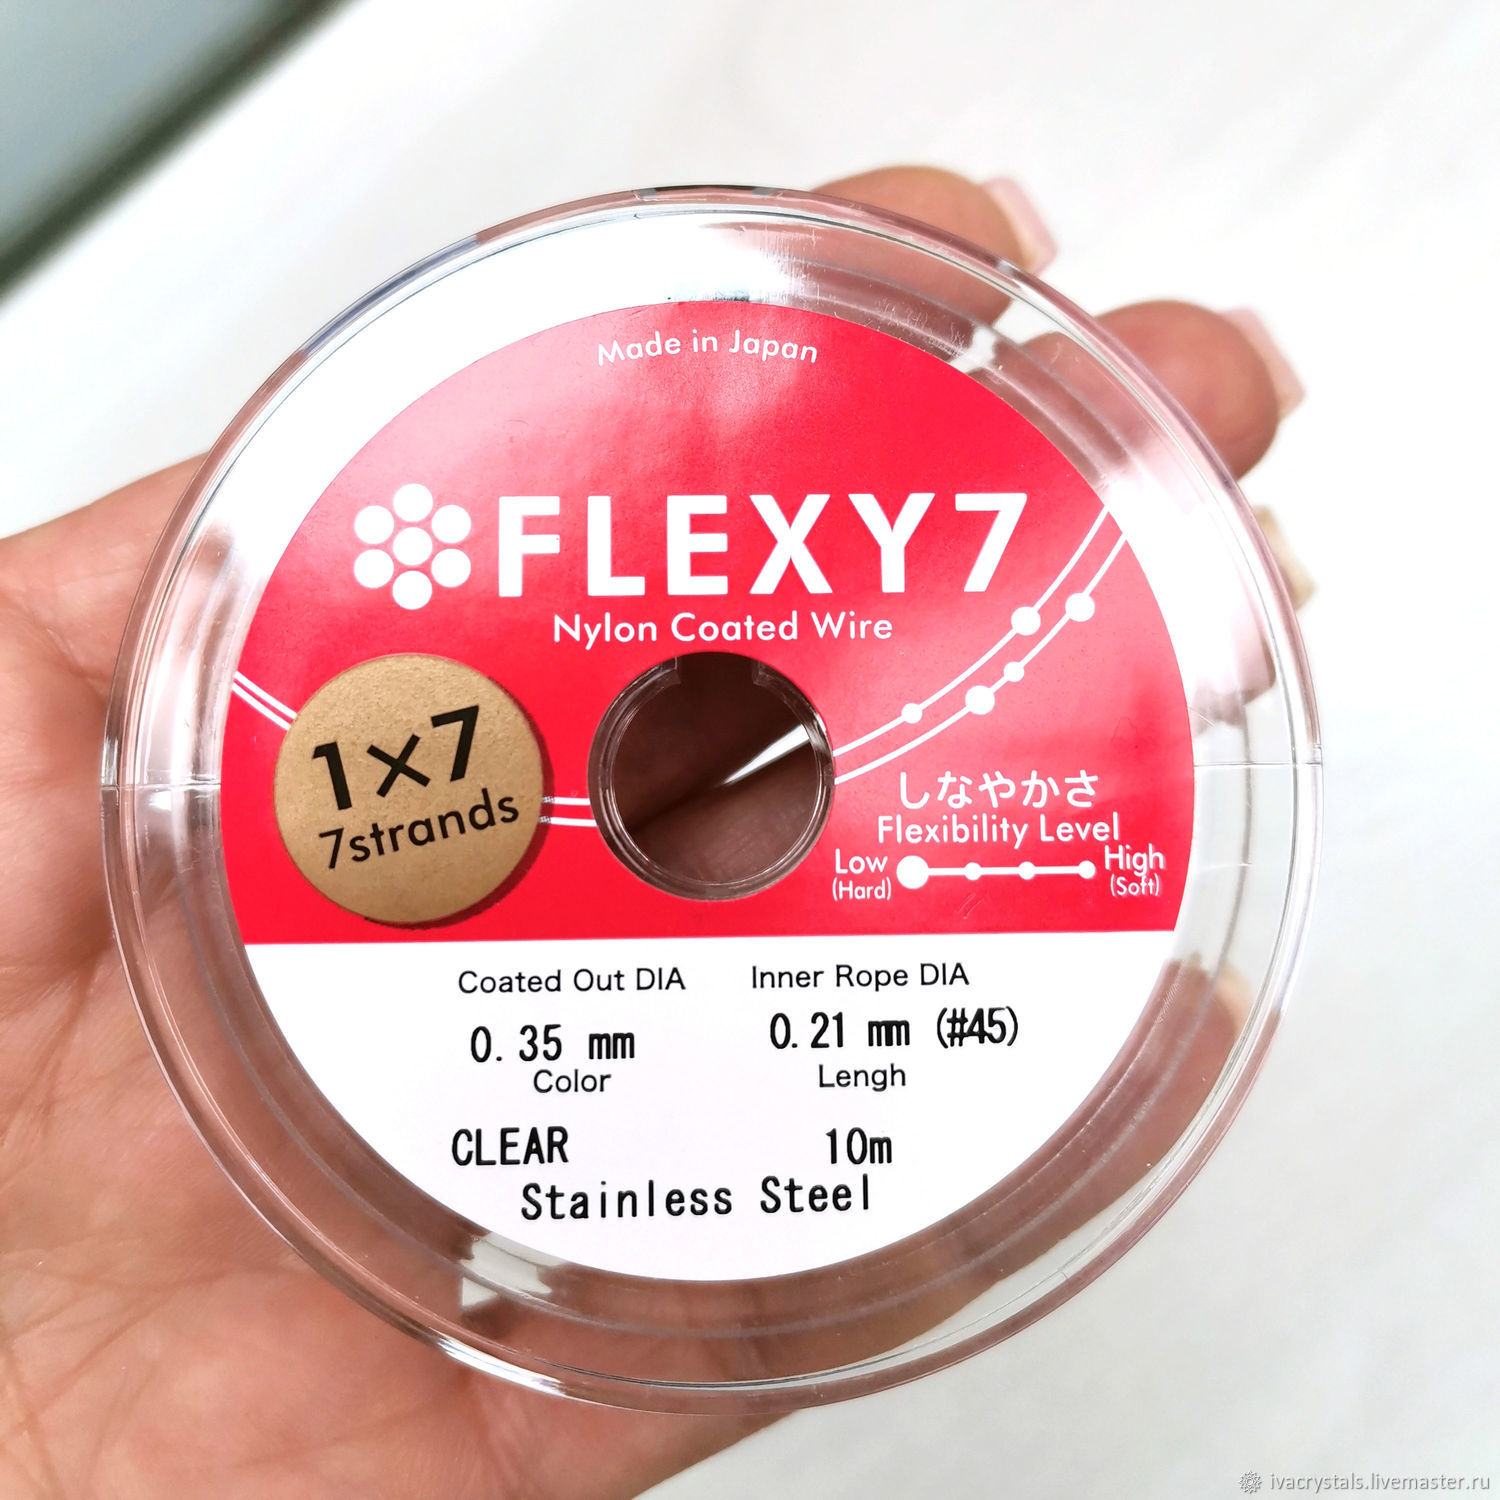 Made in Japan
FLEXY7
Nylon Coated Wire
1×7
7strands
しなやかさ
Flexibility Level
Low High
(Hard) (Soft)
Coated Out DIA Inner Rope DIA
0.35 mm 0.21 mm (#45)
Color Lengh
CLEAR 10m
Stainless Steel
ivacrystals.livemaster.ru